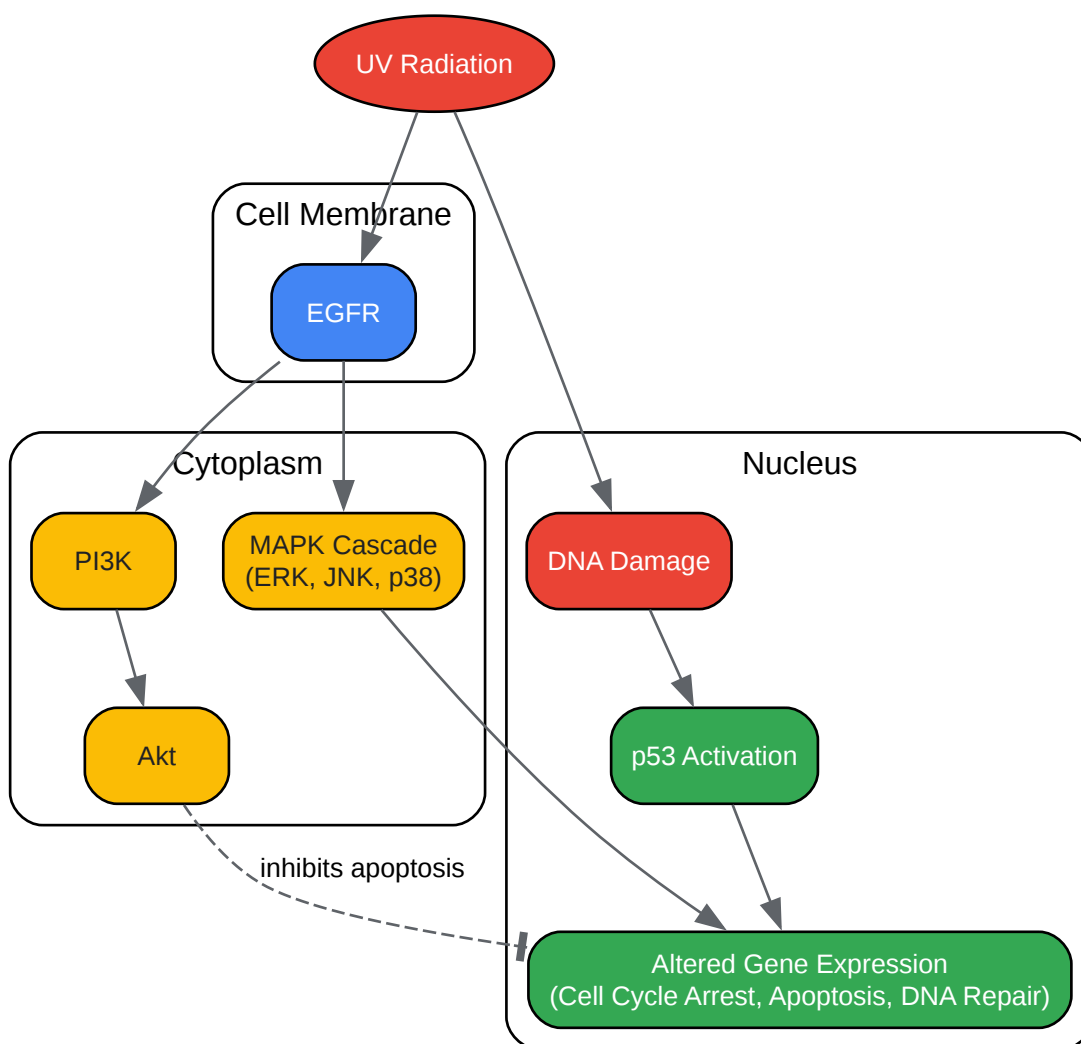 UV Radiation
Cell Membrane
EGFR
Cytoplasm
Nucleus
PI3K
MAPK Cascade
(ERK, JNK, p38)
DNA Damage
Akt
p53 Activation
inhibits apoptosis
Altered Gene Expression
(Cell Cycle Arrest, Apoptosis, DNA Repair)